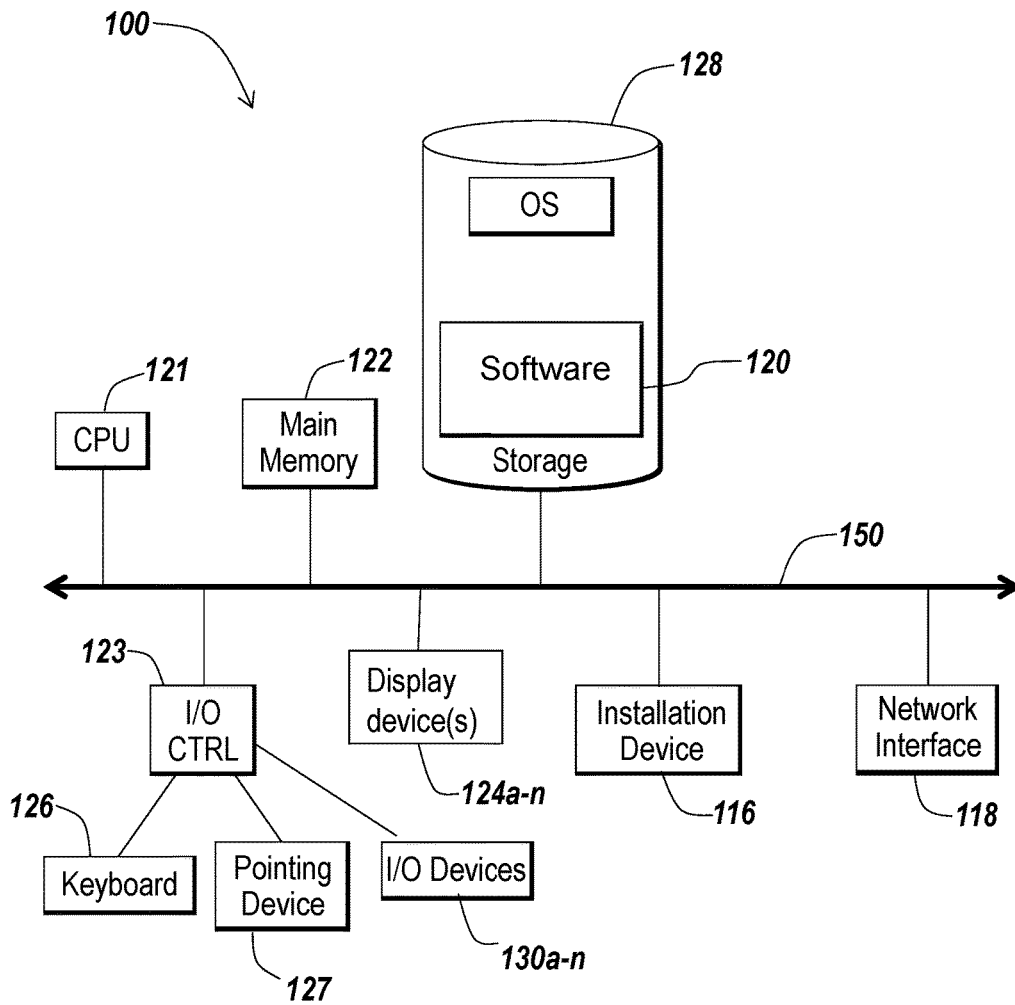 100
128
OS
Software
120
Storage
121
CPU
122
Main
Memory
150
123
I/O
CTRL
Display
device(s)
124a-n
Installation
Device
116
Network
Interface
118
126
Keyboard
Pointing
Device
127
I/O Devices
130a-n